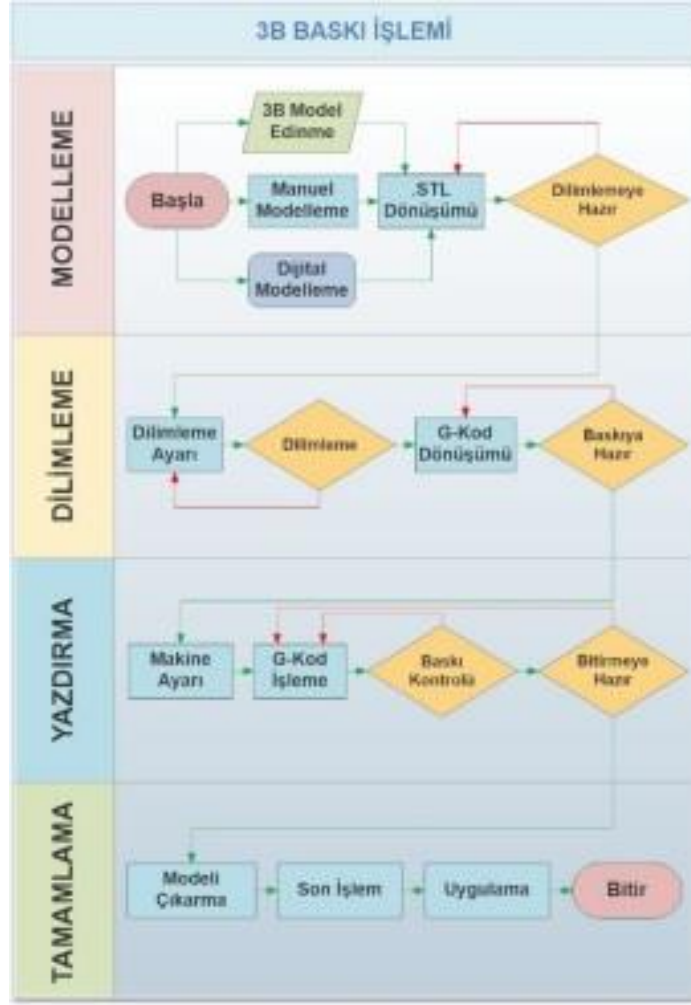 3B BASKI İŞLEMİ
MODELLEME
3B Model
Edinme
Başla
Manuel
Modelleme
.STL
Dönüşümü
Dilimlemeye
Hazır
Dijital
Modelleme
DİLİMLEME
Dilimleme
Ayarı
Dilimleme
G-Kod
Dönüşümü
Baskıya
Hazır
YAZDIRMA
Makine
Ayarı
G-Kod
İşleme
Baskı
Kontrolü
Bitirmeye
Hazır
TAMAMLAMA
Modeli
Çıkarma
Son İşlem
Uygulama
Bitir